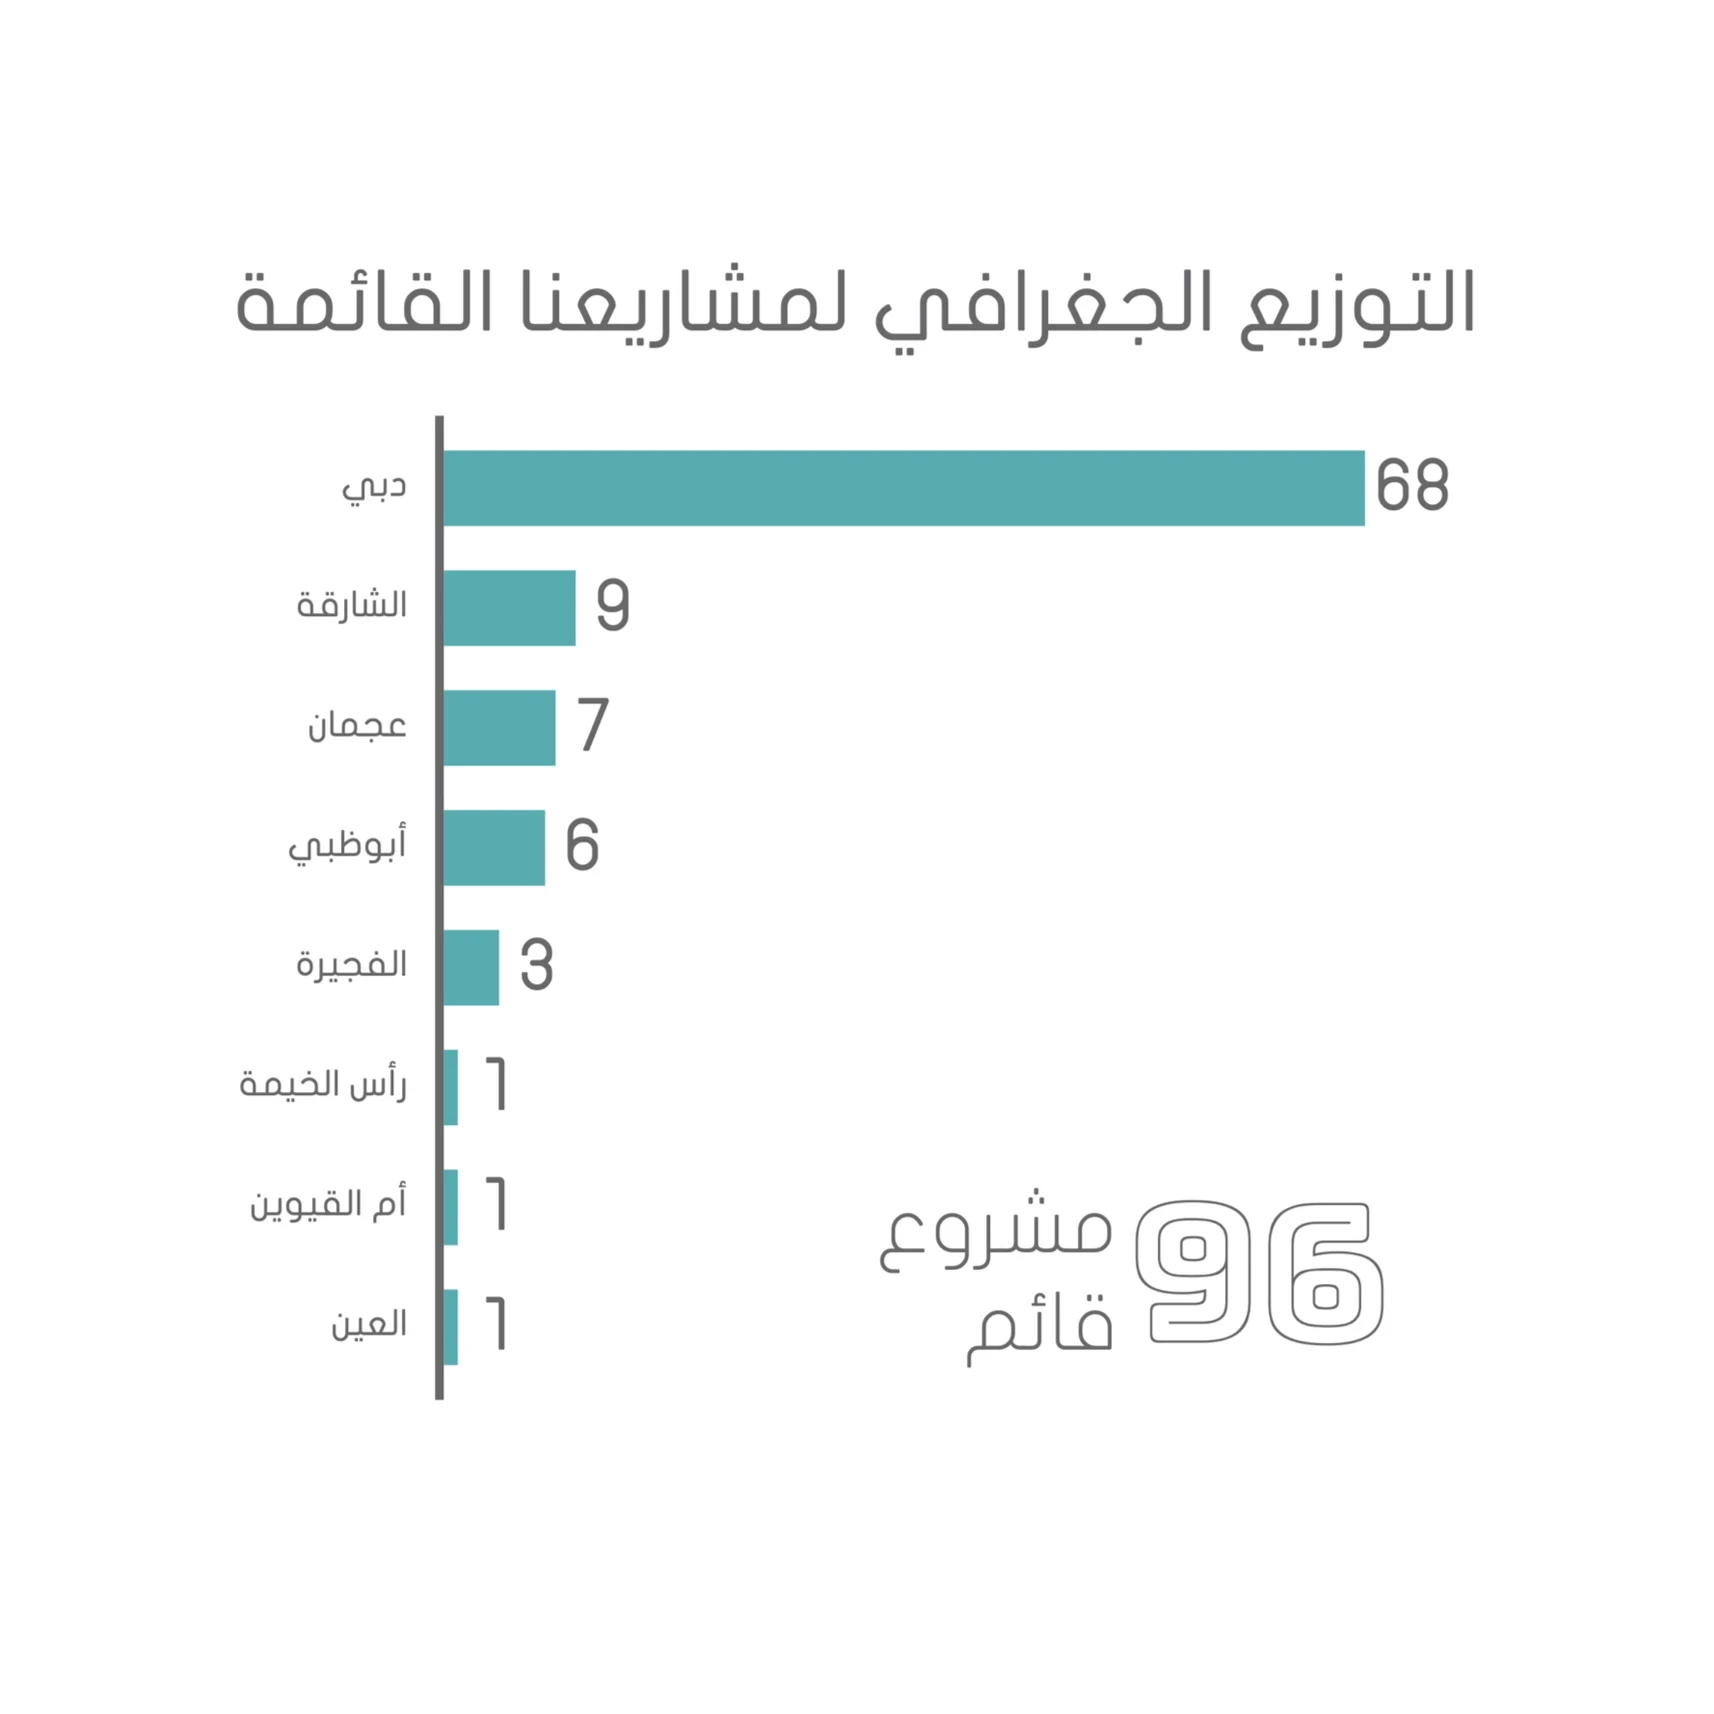 التوزيع الجغرافي لمشاريعنا القائمة
دبي 68
الشارقة 9
عجمان 7
أبوظبي 6
الفجيرة 3
رأس الخيمة 1
أم القيوين 1
العين 1
96
مشروع
قائم